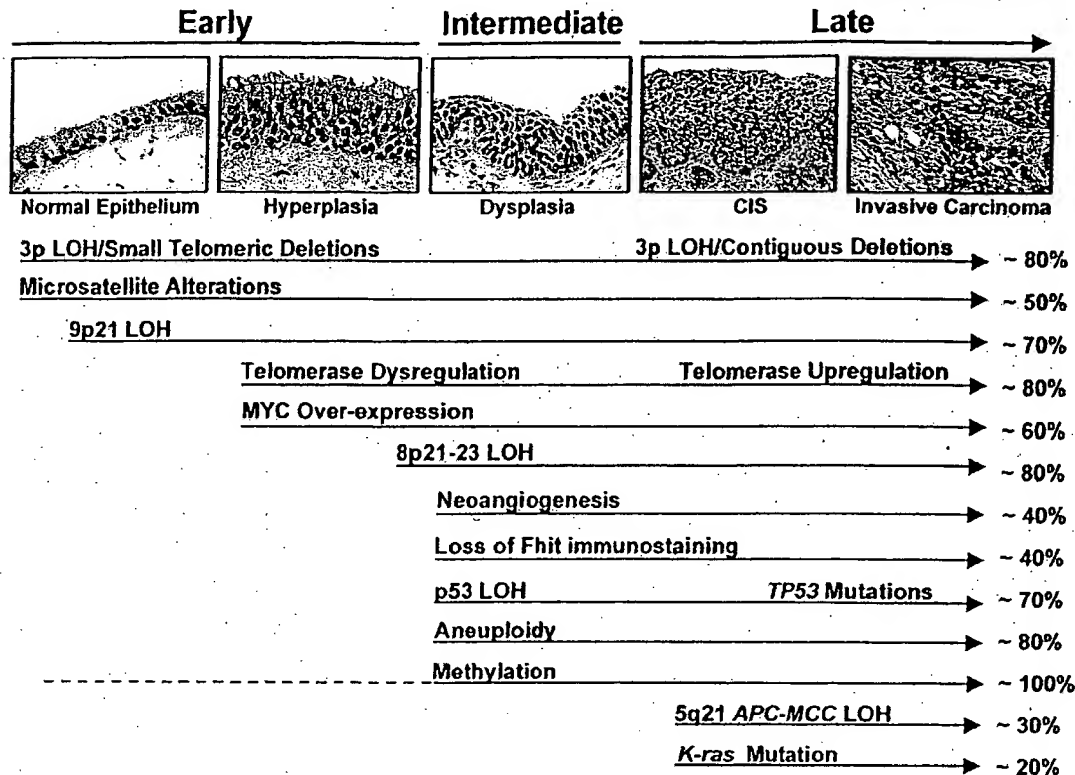 Early Intermediate Late
Normal Epithelium Hyperplasia Dysplasia CIS Invasive Carcinoma
3p LOH/Small Telomeric Deletions 3p LOH/Contiguous Deletions ~ 80%
Microsatellite Alterations ~ 50%
9p21 LOH ~ 70%
Telomerase Dysregulation Telomerase Upregulation ~ 80%
MYC Over-expression ~ 60%
8p21-23 LOH ~ 80%
Neoangiogenesis ~ 40%
Loss of Fhit immunostaining ~ 40%
p53 LOH TP53 Mutations ~ 70%
Aneuploidy ~ 80%
Methylation ~ 100%
5q21 APC-MCC LOH ~ 30%
K-ras Mutation ~ 20%